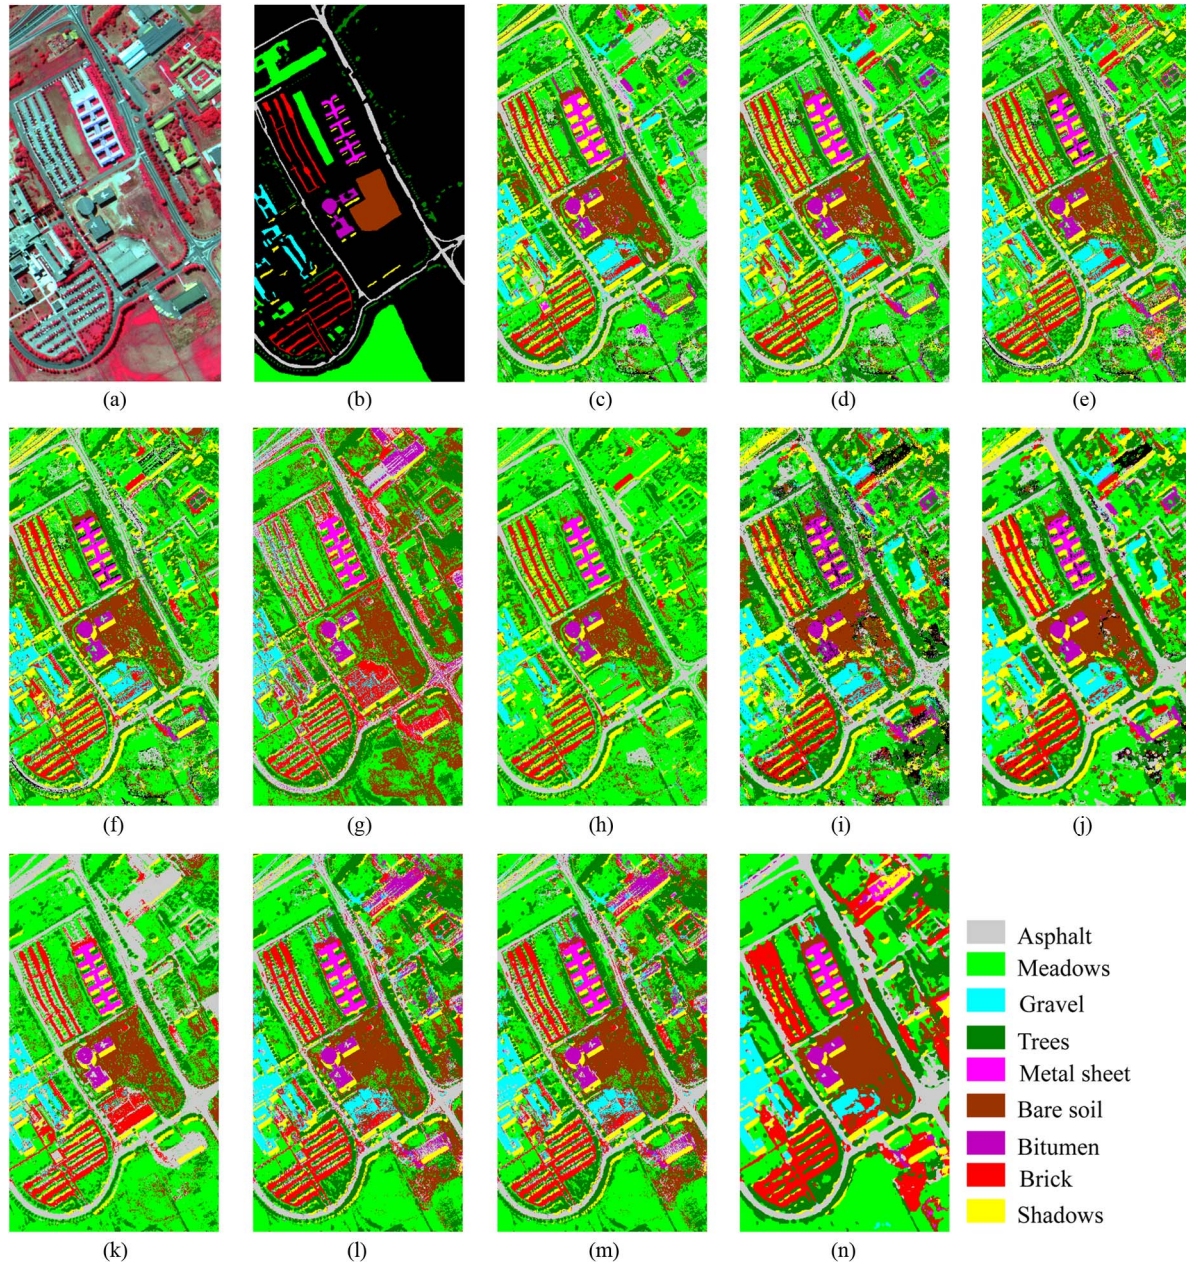 (a)
(b)
(c)
(d)
(e)
(f)
(g)
(h)
(i)
(j)
Asphalt
Meadows
Gravel
Trees
Metal sheet
Bare soil
Bitumen
Brick
Shadows
(k)
(l)
(m)
(n)